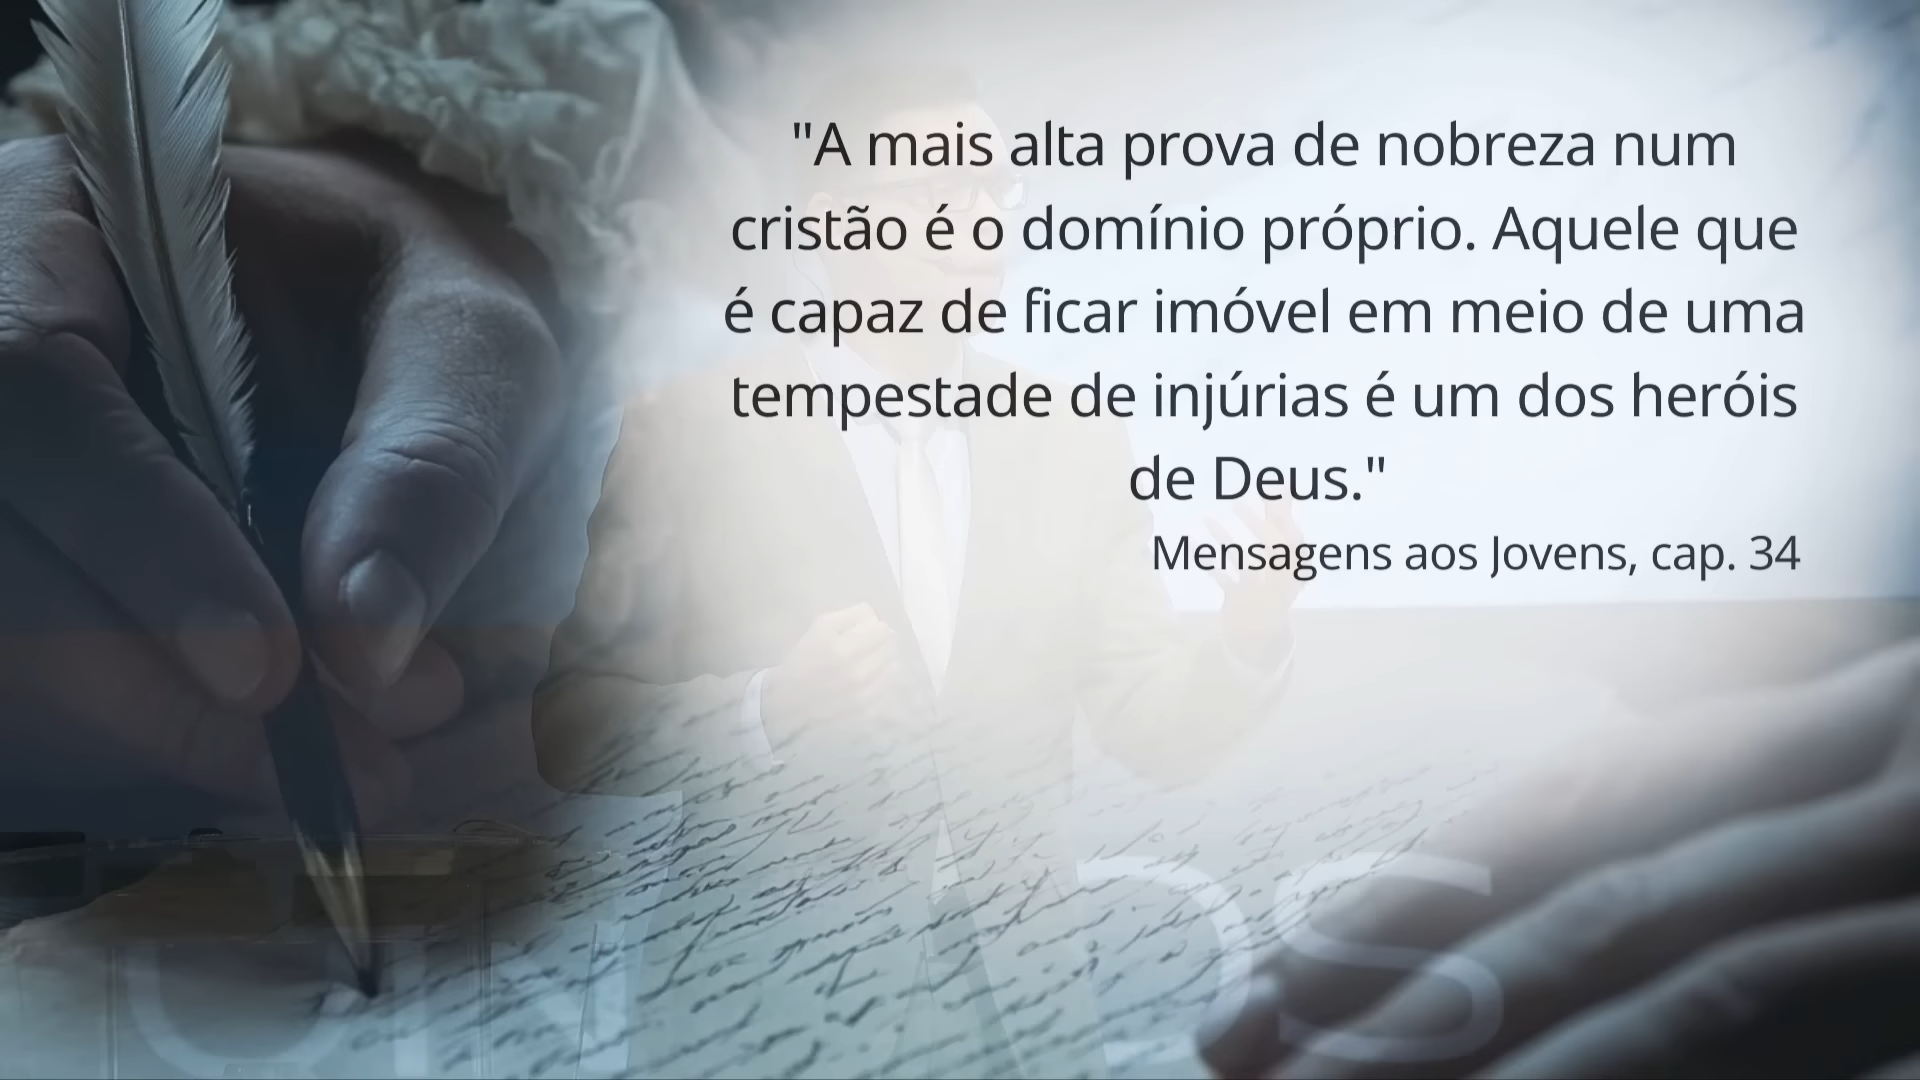 "A mais alta prova de nobreza num
cristão é o domínio próprio. Aquele que
é capaz de ficar imóvel em meio de uma
tempestade de injúrias é um dos heróis
de Deus."
Mensagens aos Jovens, cap. 34